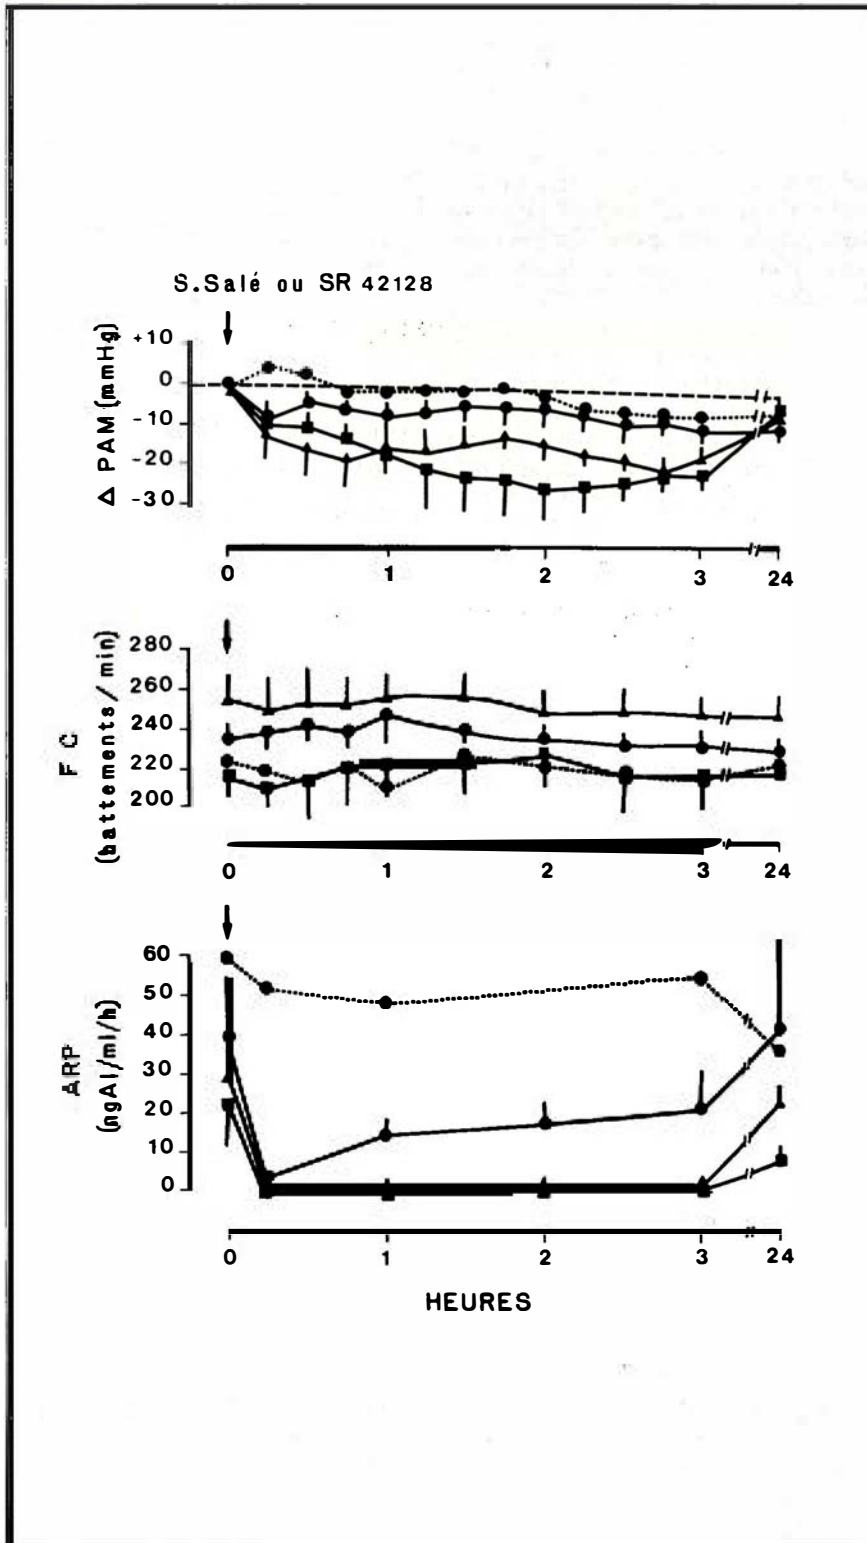 S.Salé ou SR 42128
Δ PAM (mmHg)
+10
0
-10
-20
-30
0 1 2 3 24
FC
(battements / min)
280
260
240
220
200
0 1 2 3 24
ARP
(ngAI/ml/h)
60
50
40
30
20
10
0
0 1 2 3 24
HEURES